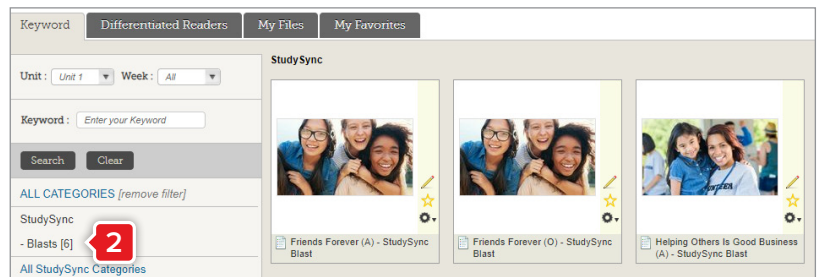 Keyword
Differentiated Readers
My Files
My Favorites
Unit : Unit 1 Week : All
Keyword : Enter your Keyword
Search Clear
ALL CATEGORIES [remove filter]
StudySync
- Blasts [6]
2
All StudySync Categories
StudySync
Friends Forever (A) - StudySync
Blast
Friends Forever (O) - StudySync
Blast
Helping Others Is Good Business
(A) - StudySync Blast